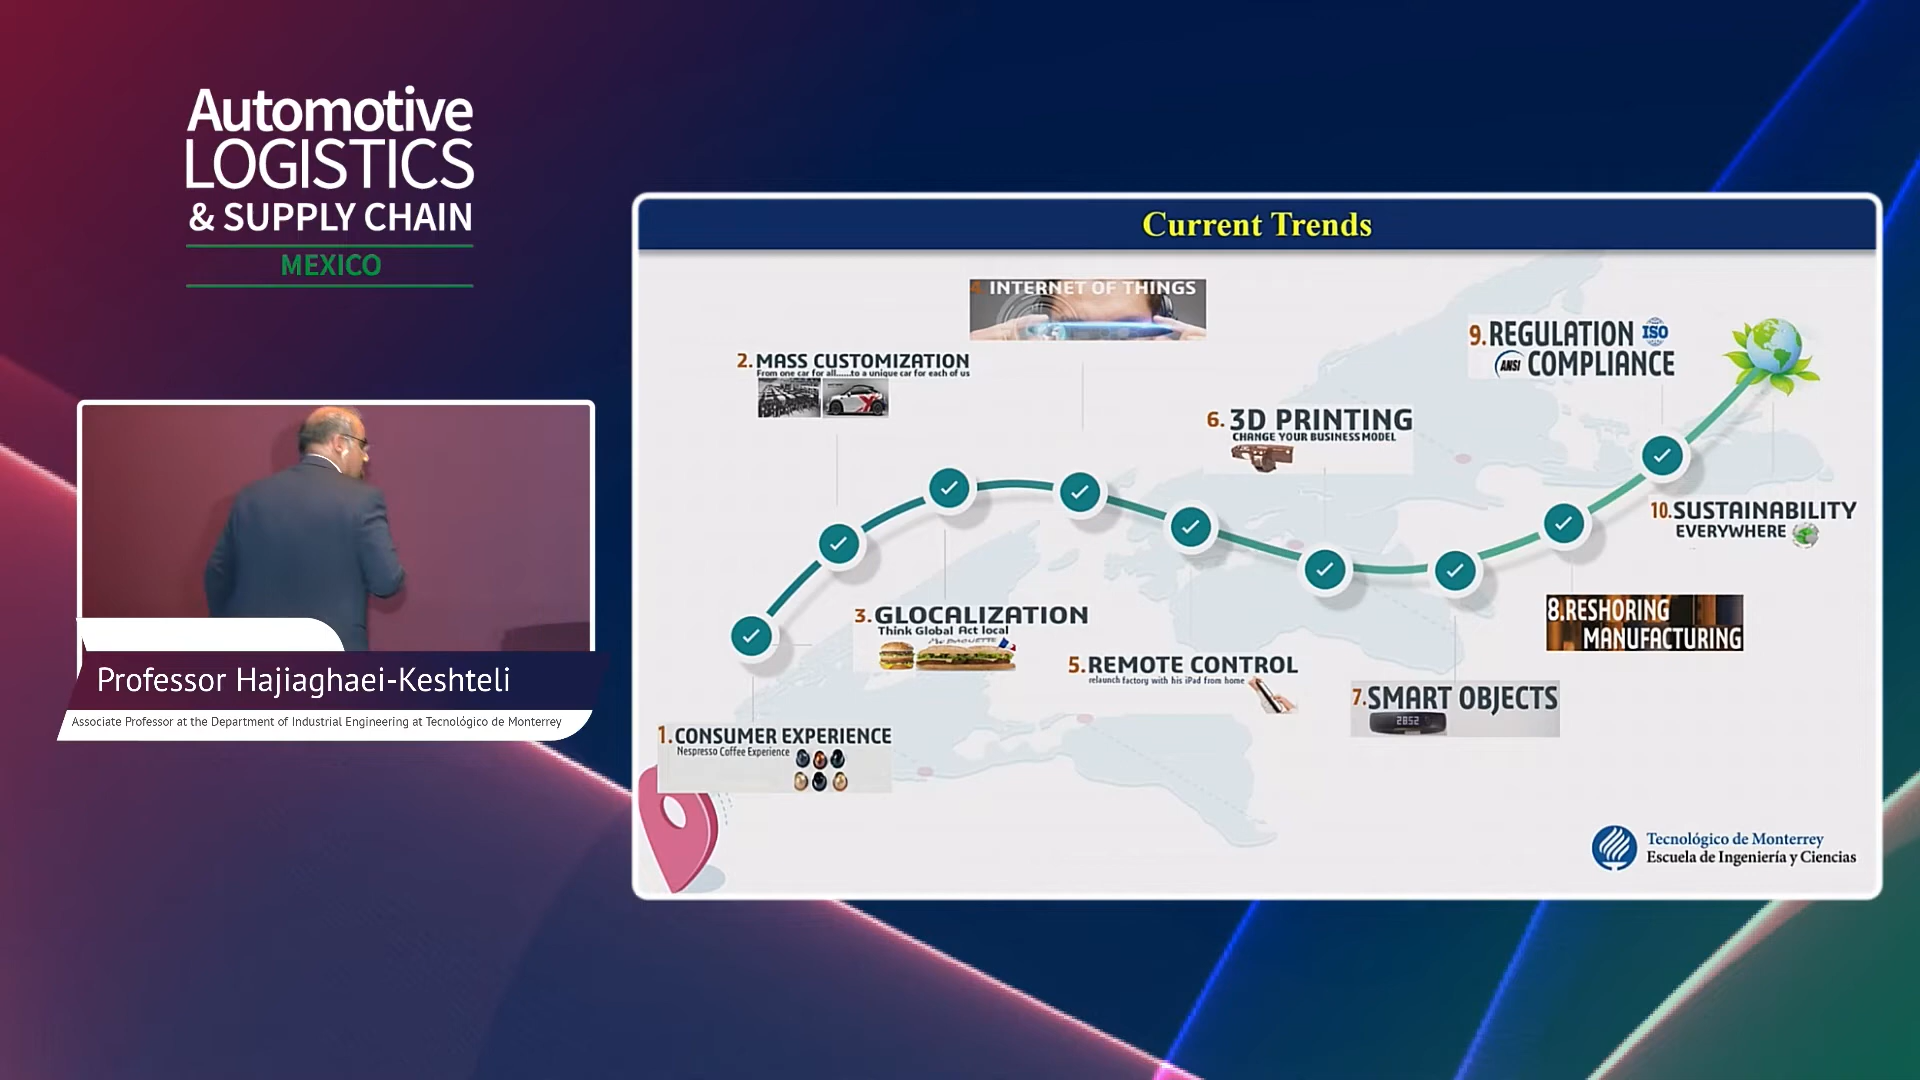 Automotive
LOGISTICS
& SUPPLY CHAIN
MEXICO
Professor Hajiaghaei-Keshteli
Associate Professor at the Department of Industrial Engineering at Tecnológico de Monterrey
Current Trends
1.CONSUMER EXPERIENCE
Nespresso Coffee Experience
2.MASS CUSTOMIZATION
From one car for all......to a unique car for each of us
3.GLOCALIZATION
Think Global Act local
4. INTERNET OF THINGS
5.REMOTE CONTROL
relaunch factory with his iPad from home
6. 3D PRINTING
CHANGE YOUR BUSINESS MODEL
7.SMART OBJECTS
2852
8.RESHORING
MANUFACTURING
9.REGULATION ISO
ANSI COMPLIANCE
10.SUSTAINABILITY
EVERYWHERE
Tecnológico de Monterrey
Escuela de Ingeniería y Ciencias